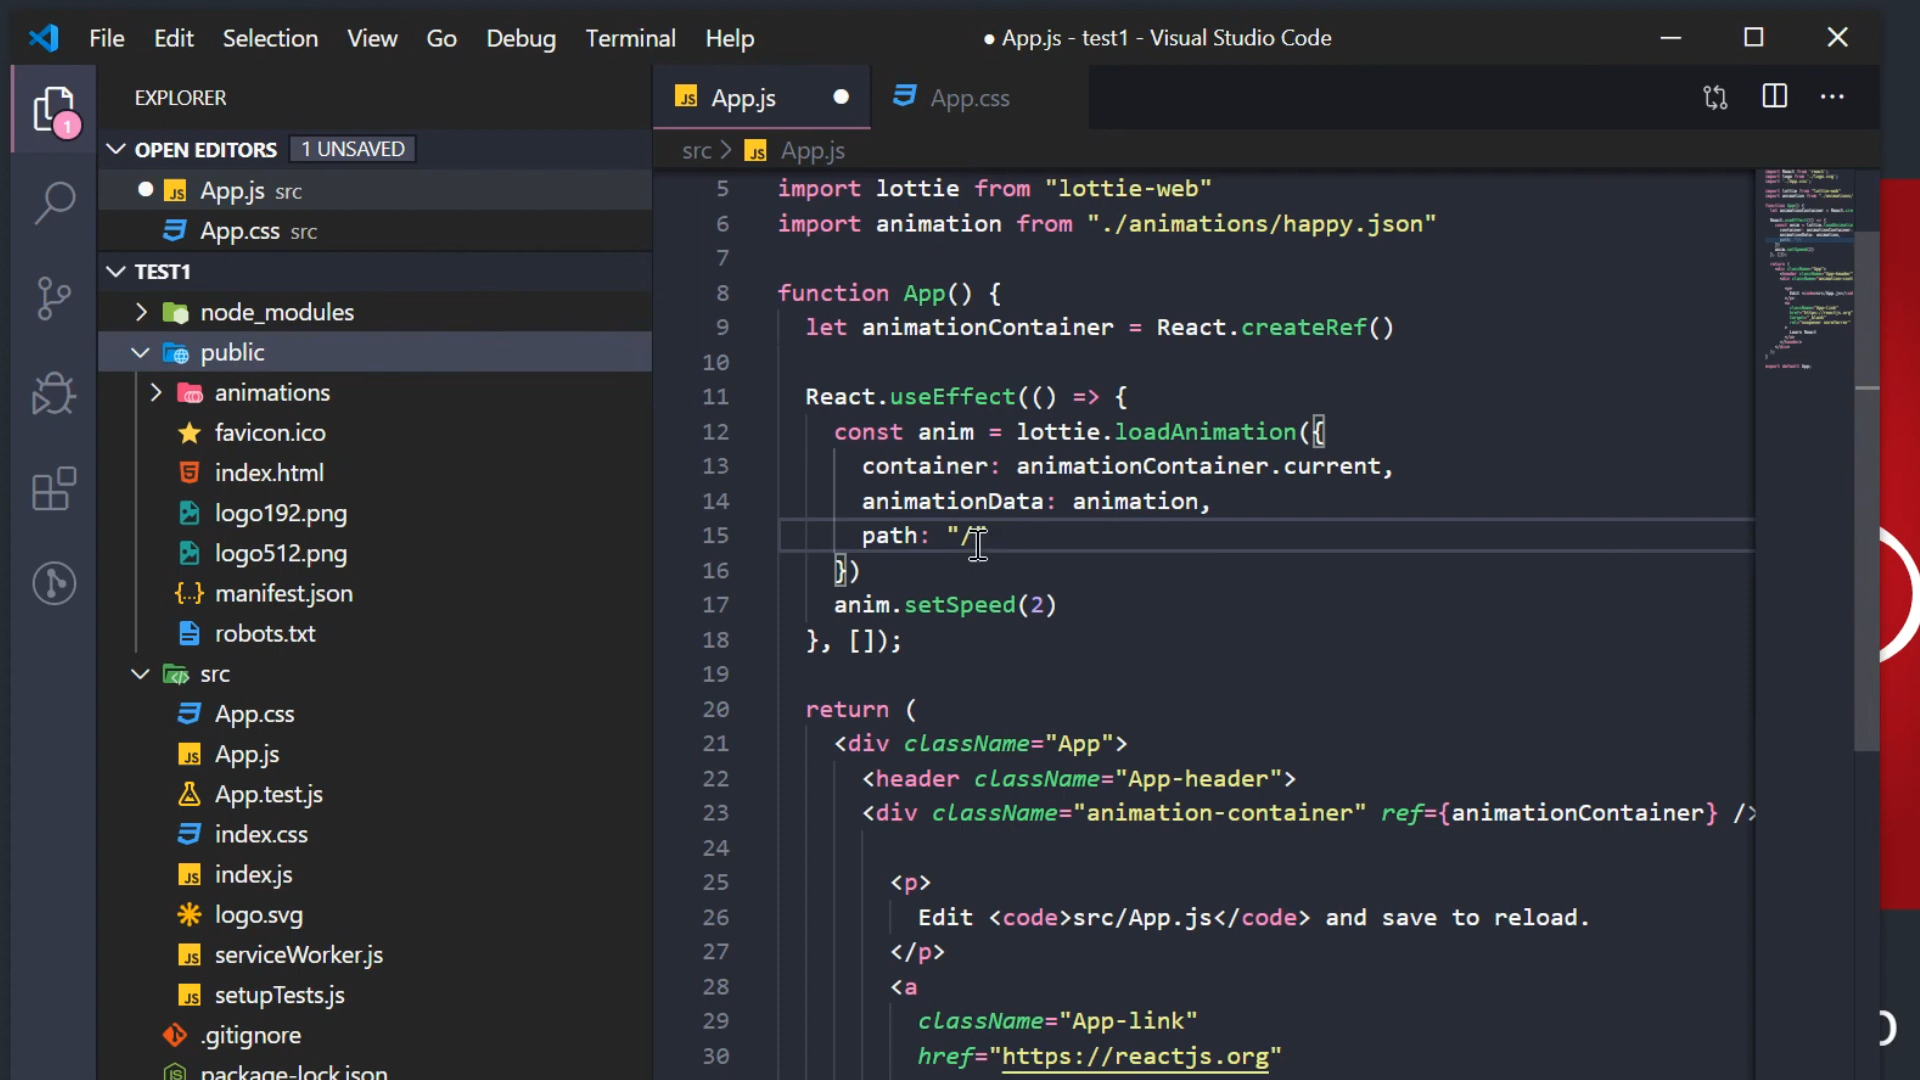 File Edit Selection View Go Debug Terminal Help ● App.js - test1 - Visual Studio Code
EXPLORER
1
OPEN EDITORS 1 UNSAVED
App.js src
App.css src
TEST1
node_modules
public
animations
favicon.ico
index.html
logo192.png
logo512.png
manifest.json
robots.txt
src
App.css
App.js
App.test.js
index.css
index.js
logo.svg
serviceWorker.js
setupTests.js
.gitignore
package-lock.json
App.js App.css
src > App.js
5 import lottie from "lottie-web"
6 import animation from "./animations/happy.json"
7
8 function App() {
9 let animationContainer = React.createRef()
10
11 React.useEffect(() => {
12 const anim = lottie.loadAnimation({
13 container: animationContainer.current,
14 animationData: animation,
15 path: "/"
16 })
17 anim.setSpeed(2)
18 }, []);
19
20 return (
21 <div className="App">
22 <header className="App-header">
23 <div className="animation-container" ref={animationContainer} />
24
25 <p>
26 Edit <code>src/App.js</code> and save to reload.
27 </p>
28 <a
29 className="App-link"
30 href="https://reactjs.org"